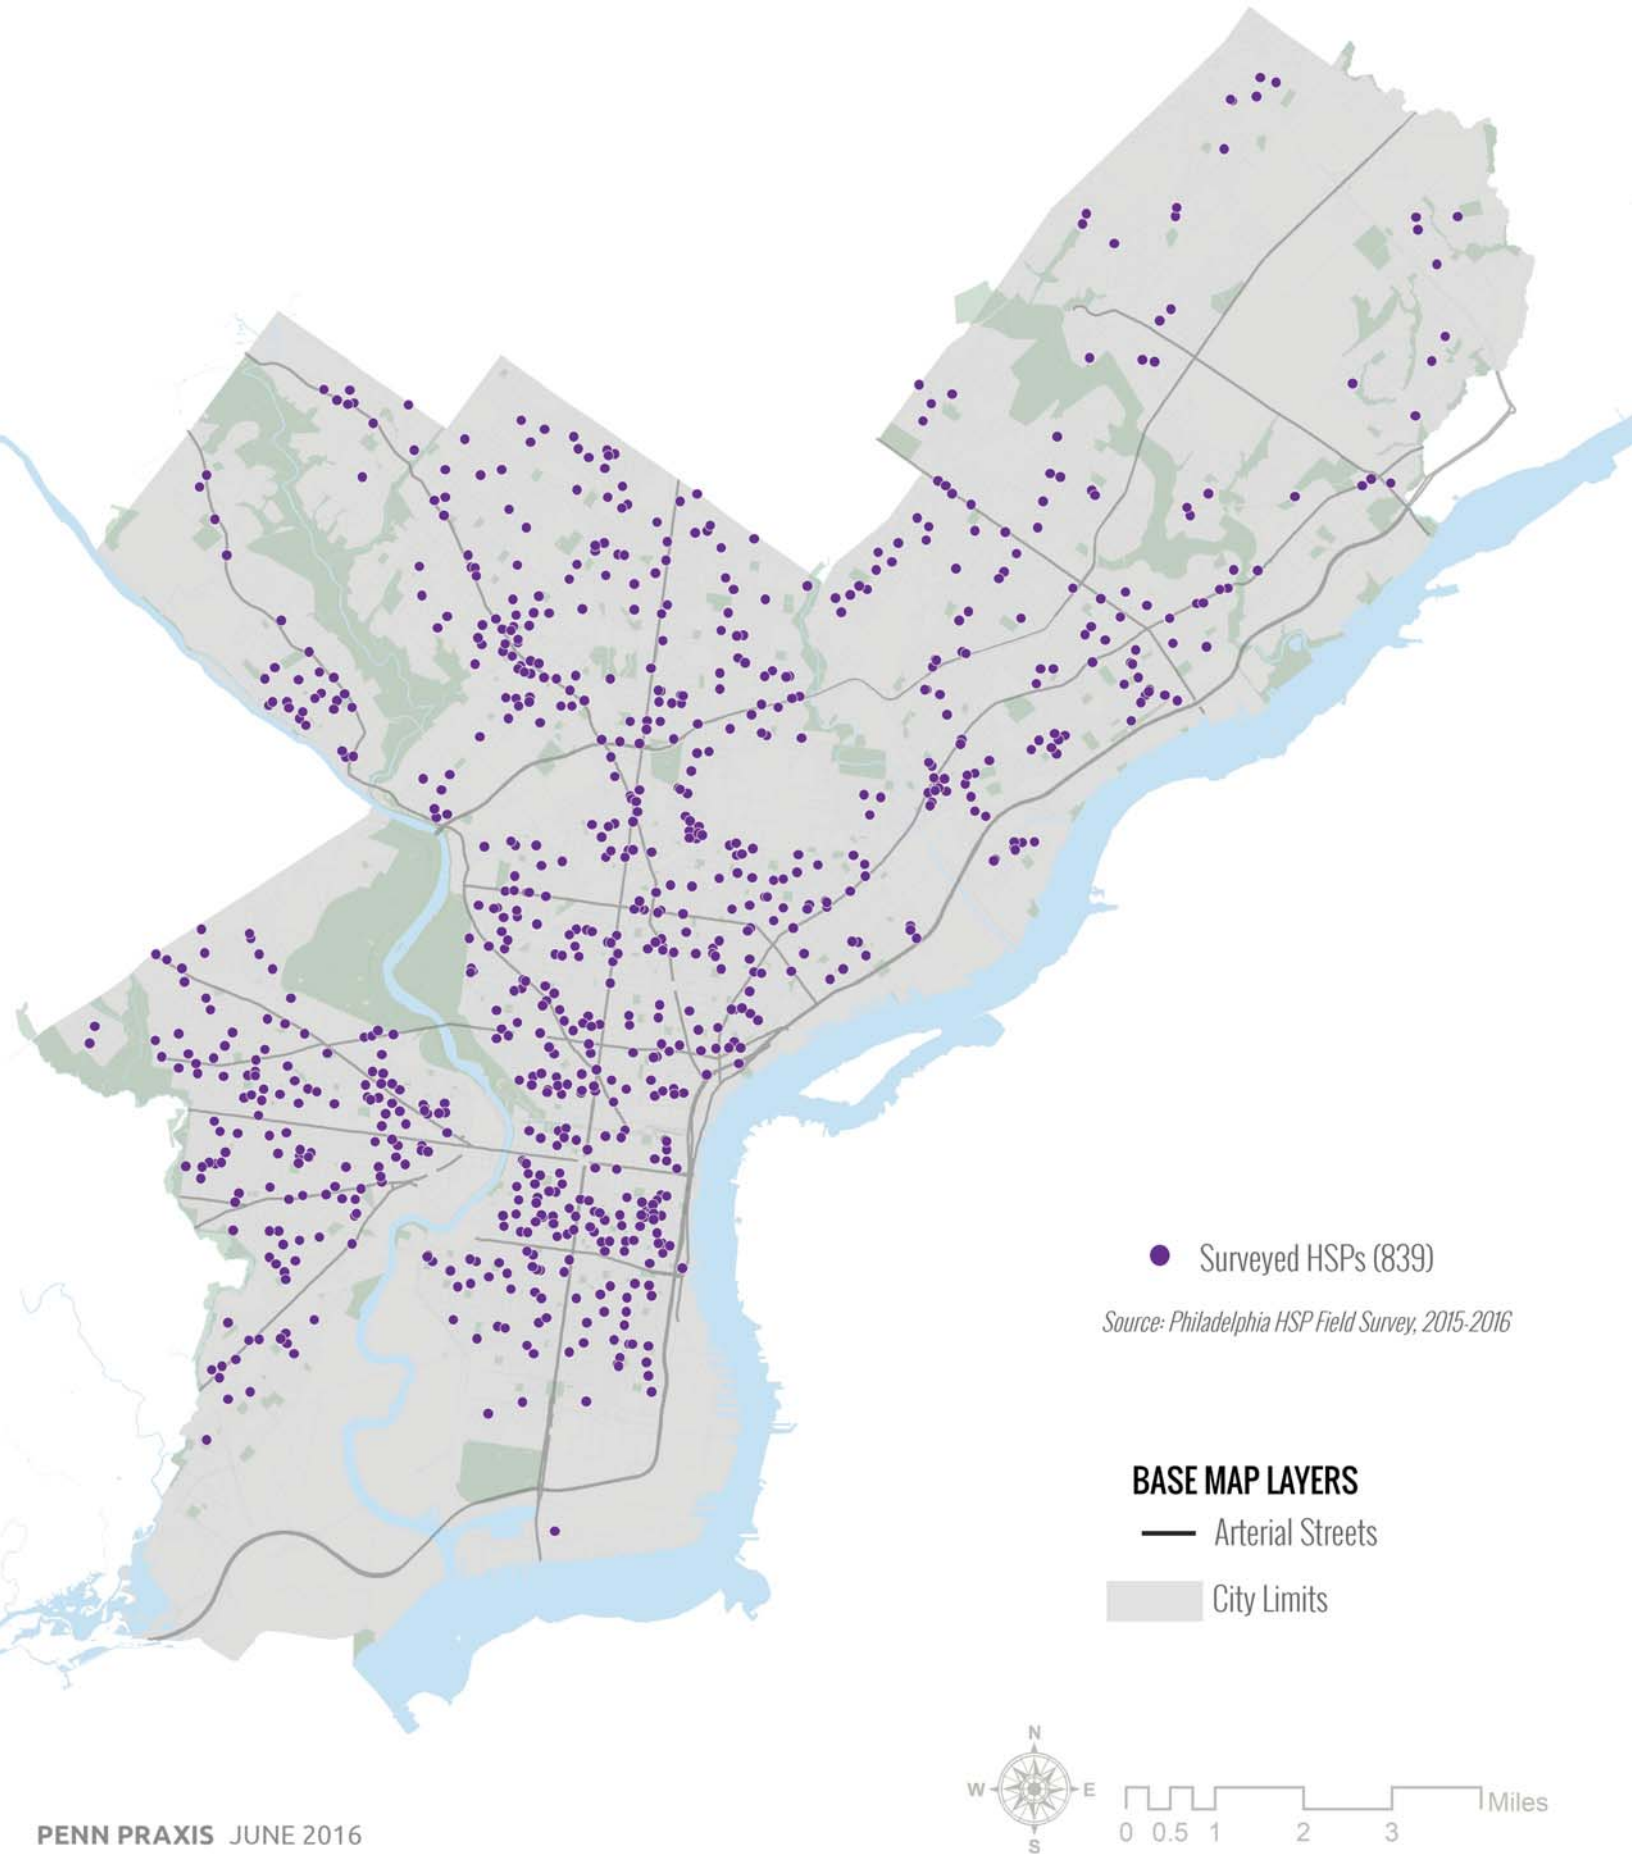 Surveyed HSPs (839)
Source: Philadelphia HSP Field Survey, 2015-2016
BASE MAP LAYERS
Arterial Streets
City Limits
N
W E
S
Miles
0 0.5 1 2 3
PENN PRAXIS JUNE 2016